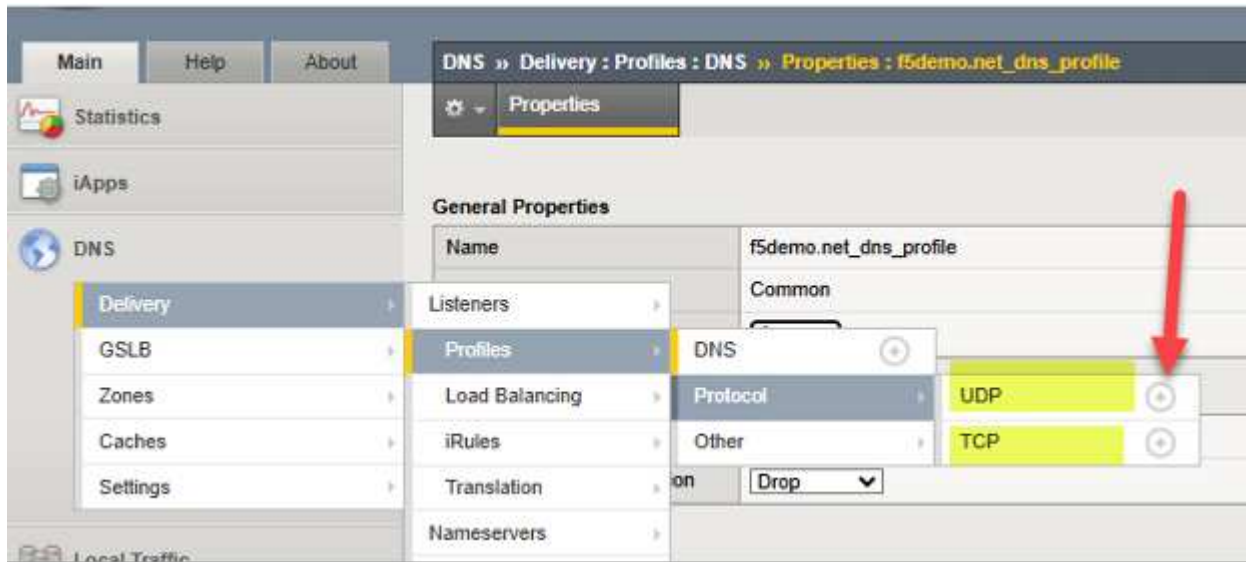 Main Help About
DNS » Delivery : Profiles : DNS » Properties : f5demo.net_dns_profile
Properties
Statistics
iApps
DNS
General Properties
Name f5demo.net_dns_profile
Common
Delivery
GSLB
Zones
Caches
Settings
Listeners
Profiles
Load Balancing
iRules
Translation
Nameservers
DNS
Protocol
Other
UDP
TCP
on Drop
Local Traffic